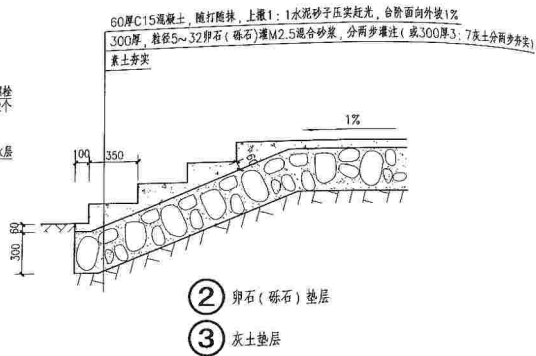 60厚C15混凝土，随打随抹，上撒1：1水泥砂子压实赶光，台阶面向外坡1%
300厚，粒径5~32卵石(砾石)灌M2.5混合砂浆，分两步灌注(或300厚3：7灰土分两步夯实)
素土夯实
1%
100 350
60
60
300
② 卵石(砾石)垫层
③ 灰土垫层